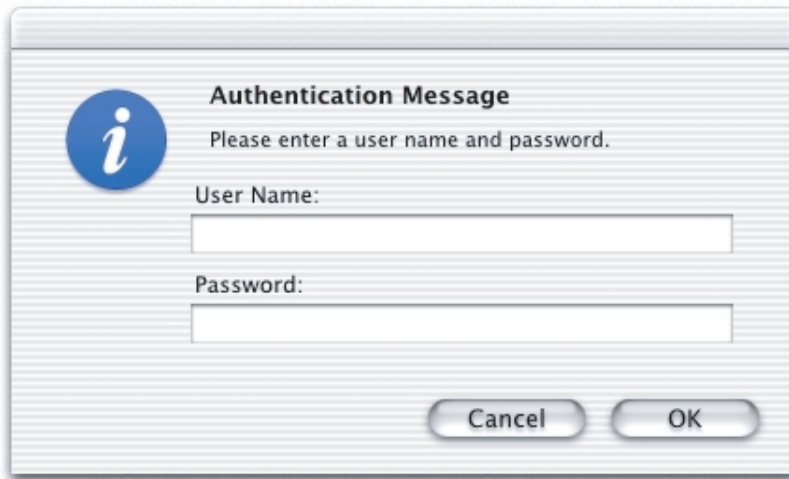 Authentication Message
Please enter a user name and password.
User Name:
Password:
Cancel OK